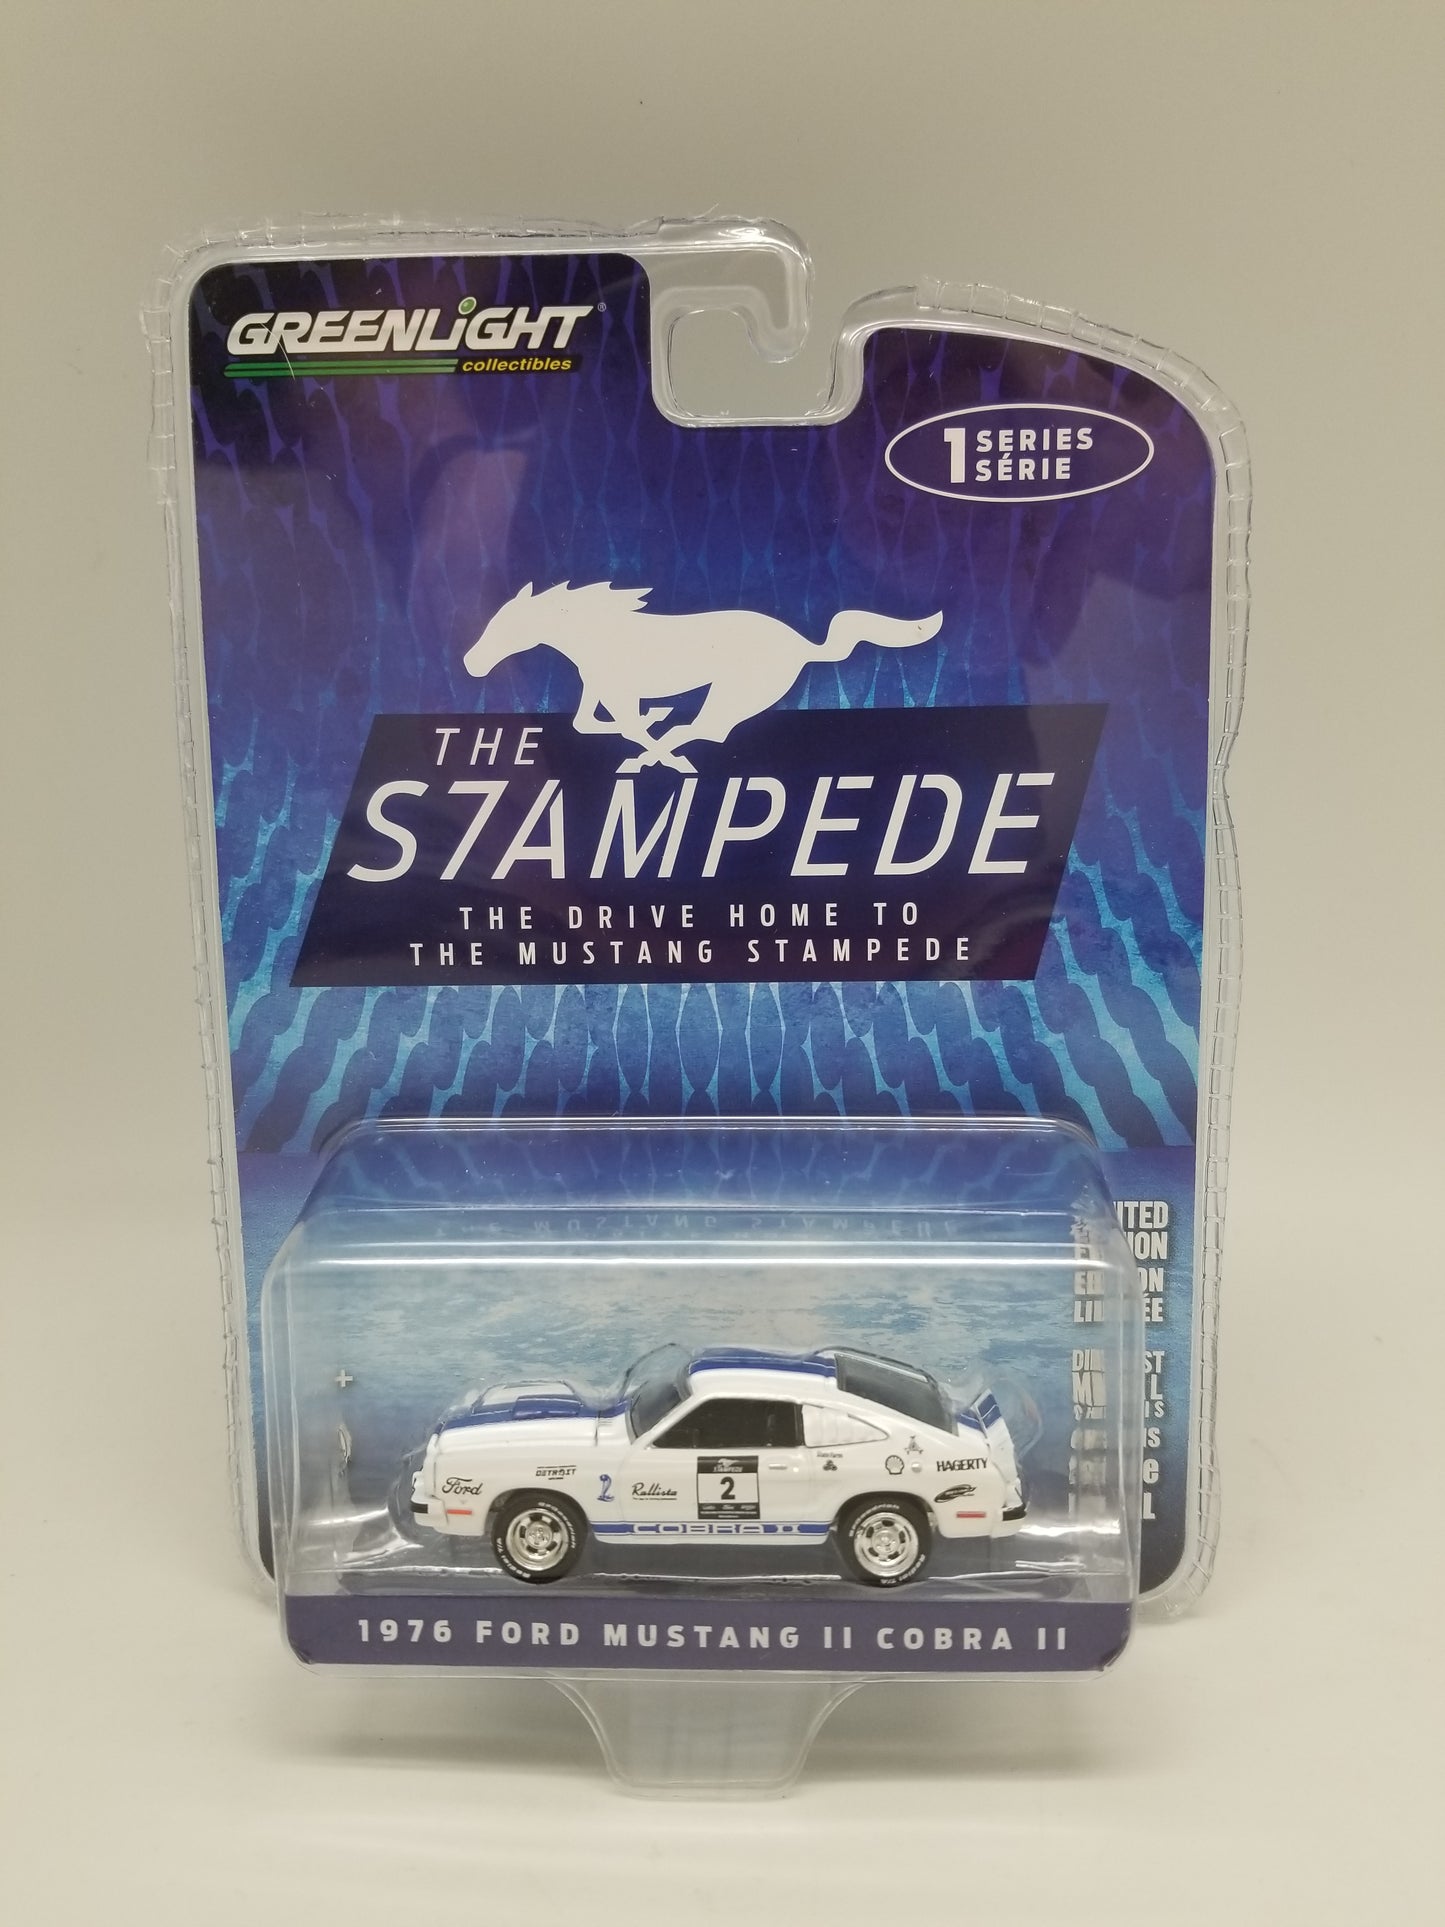 GREENLiGHT®
collectibles
1 SERIES
SÉRIE
THE
S7AMPEDE
THE DRIVE HOME TO
THE MUSTANG STAMPEDE
Ford
DETROIT
Rallista
STAMPEDE
2
HAGERTY
COBRA II
1976 FORD MUSTANG II COBRA II